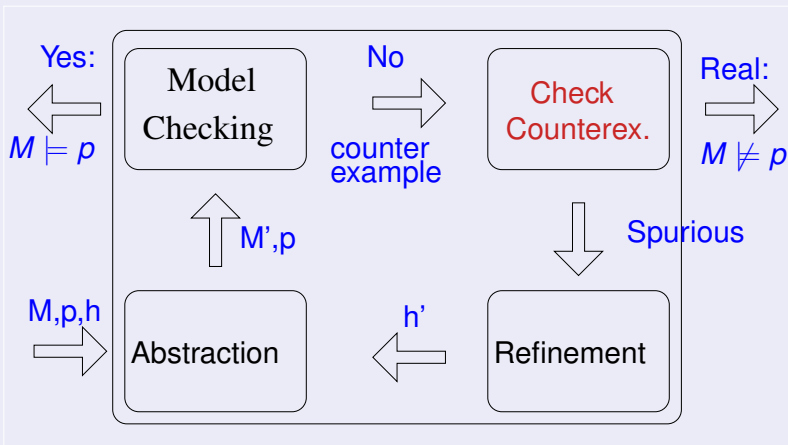 Yes:
M ⊨ p
Model
Checking
No
counter
example
Check
Counterex.
Real:
M ⊭ p
M',p
Spurious
M,p,h
Abstraction
h'
Refinement